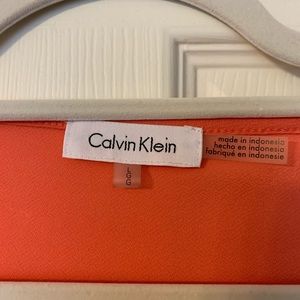 Calvin Klein
made in indonesia
hecho en indonesia
fabriqué en indonésie
L
G
G